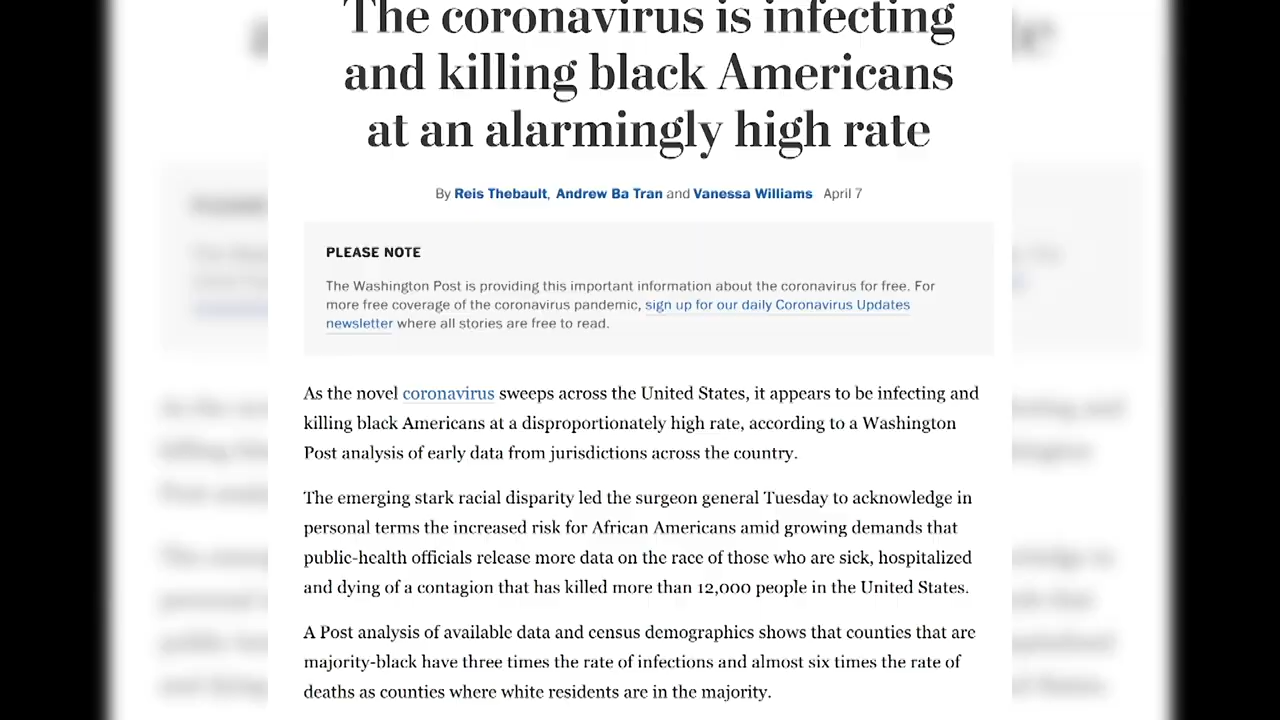 The coronavirus is infecting
and killing black Americans
at an alarmingly high rate
By Reis Thebault, Andrew Ba Tran and Vanessa Williams April 7
PLEASE NOTE
The Washington Post is providing this important information about the coronavirus for free. For
more free coverage of the coronavirus pandemic, sign up for our daily Coronavirus Updates
newsletter where all stories are free to read.
As the novel coronavirus sweeps across the United States, it appears to be infecting and
killing black Americans at a disproportionately high rate, according to a Washington
Post analysis of early data from jurisdictions across the country.
The emerging stark racial disparity led the surgeon general Tuesday to acknowledge in
personal terms the increased risk for African Americans amid growing demands that
public-health officials release more data on the race of those who are sick, hospitalized
and dying of a contagion that has killed more than 12,000 people in the United States.
A Post analysis of available data and census demographics shows that counties that are
majority-black have three times the rate of infections and almost six times the rate of
deaths as counties where white residents are in the majority.